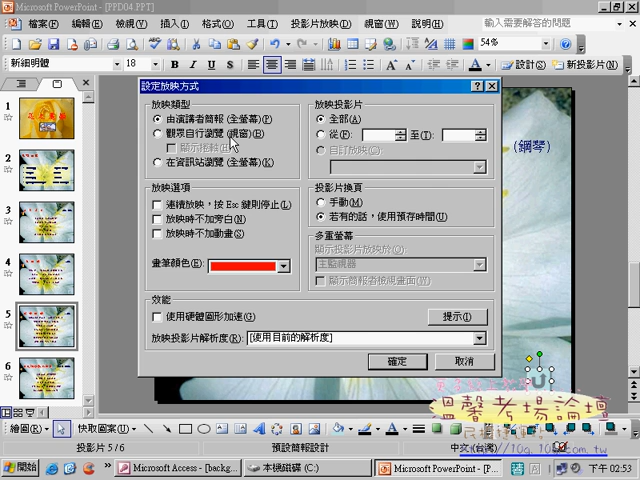 Microsoft PowerPoint - [PPD04.PPT]
檔案(F) 編輯(E) 檢視(V) 插入(I) 格式(O) 工具(T) 投影片放映(D) 視窗(W) 說明(H) 輸入需要解答的問題
54%
新細明體 18 B I U S 設計(S) 新投影片(N)
設定放映方式
放映類型
由演講者簡報 (全螢幕)(P)
觀眾自行瀏覽 (視窗)(B)
在資訊站瀏覽 (全螢幕)(K)
放映投影片
全部(A)
從(F): 至(T):
自訂放映(C):
放映選項
連續放映，按 Esc 鍵則停止(L)
放映時不加旁白(N)
放映時不加動畫(S)
畫筆顏色(E):
投影片換頁
手動(M)
若有的話，使用預存時間(U)
多重螢幕
顯示投影片放映於(O):
主監視器
顯示簡報者檢視畫面(W)
效能
使用硬體圖形加速(G)
提示(I)
放映投影片解析度(R): [使用目前的解析度]
確定 取消
(鋼琴)
1
2
3
4
5
6
溫馨考場論壇
繪圖(R) 快取圖案(U)
投影片 5/6 預設簡報設計 中文(台灣)
開始 Microsoft Access - [backg... 本機磁碟 (C:) Microsoft PowerPoint - [P... 下午 02:53